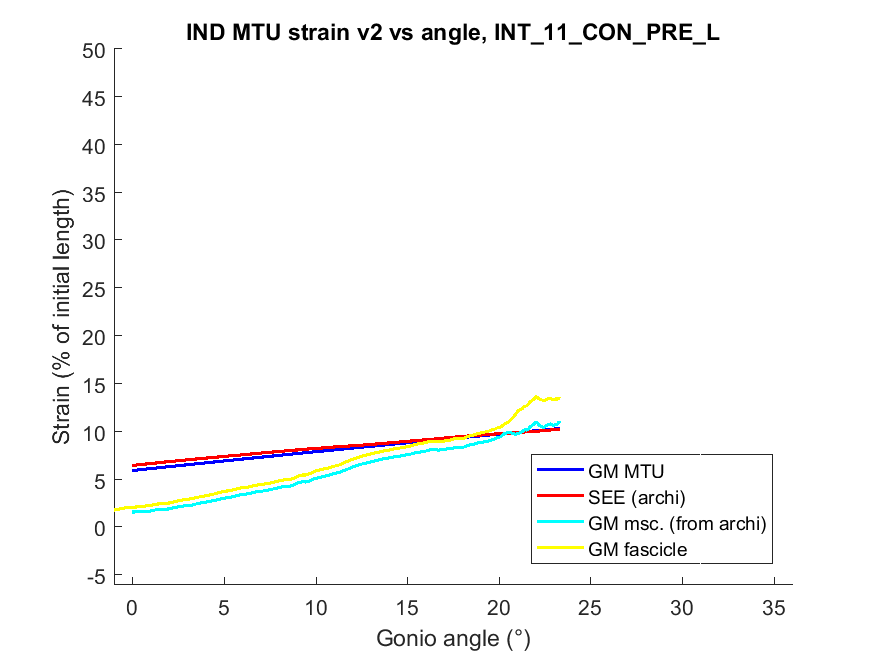 IND MTU strain v2 vs angle, INT_11_CON_PRE_L
Strain (% of initial length)
50
45
40
35
30
25
20
15
10
5
0
-5
0 5 10 15 20 25 30 35
Gonio angle (°)
GM MTU
SEE (archi)
GM msc. (from archi)
GM fascicle